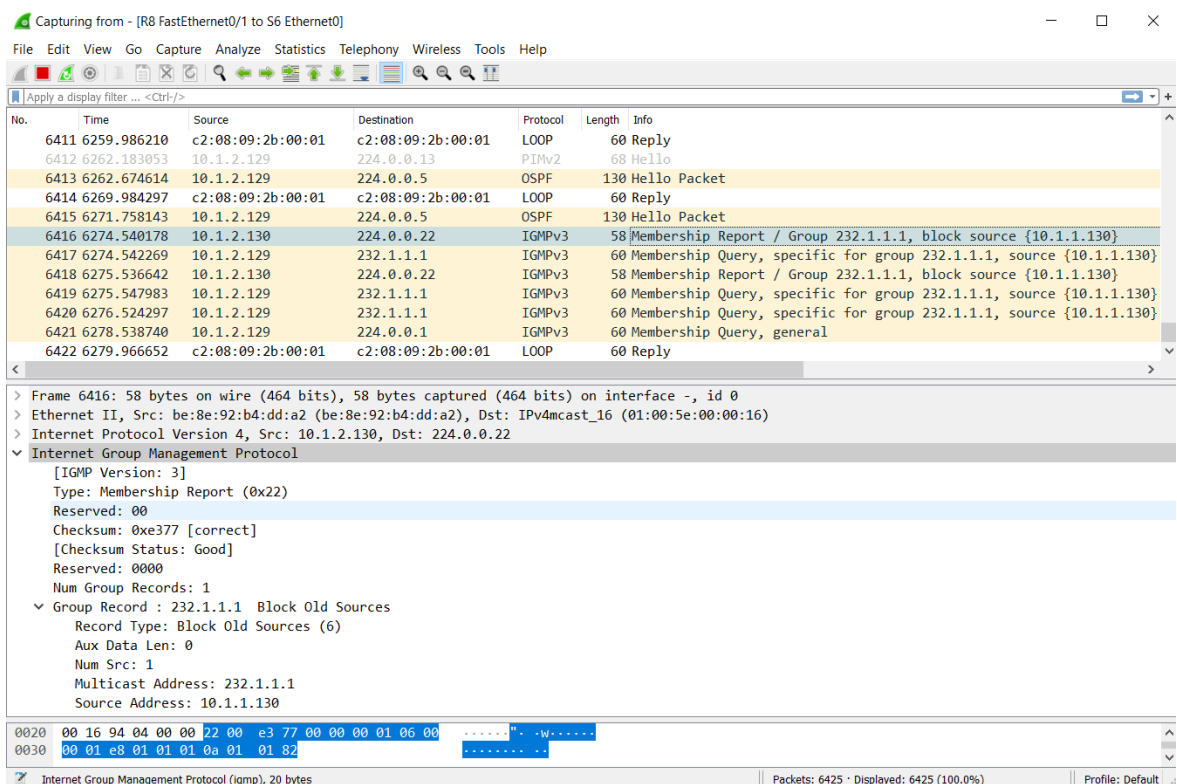 Capturing from - [R8 FastEthernet0/1 to S6 Ethernet0]
File Edit View Go Capture Analyze Statistics Telephony Wireless Tools Help
Apply a display filter ... <Ctrl-/>
No. Time Source Destination Protocol Length Info
6411 6259.986210 c2:08:09:2b:00:01 c2:08:09:2b:00:01 LOOP 60 Reply
6412 6262.183053 10.1.2.129 224.0.0.13 PIMv2 68 Hello
6413 6262.674614 10.1.2.129 224.0.0.5 OSPF 130 Hello Packet
6414 6269.984297 c2:08:09:2b:00:01 c2:08:09:2b:00:01 LOOP 60 Reply
6415 6271.758143 10.1.2.129 224.0.0.5 OSPF 130 Hello Packet
6416 6274.540178 10.1.2.130 224.0.0.22 IGMPv3 58 Membership Report / Group 232.1.1.1, block source {10.1.1.130}
6417 6274.542269 10.1.2.129 232.1.1.1 IGMPv3 60 Membership Query, specific for group 232.1.1.1, source {10.1.1.130}
6418 6275.536642 10.1.2.130 224.0.0.22 IGMPv3 58 Membership Report / Group 232.1.1.1, block source {10.1.1.130}
6419 6275.547983 10.1.2.129 232.1.1.1 IGMPv3 60 Membership Query, specific for group 232.1.1.1, source {10.1.1.130}
6420 6276.524297 10.1.2.129 232.1.1.1 IGMPv3 60 Membership Query, specific for group 232.1.1.1, source {10.1.1.130}
6421 6278.538740 10.1.2.129 224.0.0.1 IGMPv3 60 Membership Query, general
6422 6279.966652 c2:08:09:2b:00:01 c2:08:09:2b:00:01 LOOP 60 Reply
Frame 6416: 58 bytes on wire (464 bits), 58 bytes captured (464 bits) on interface -, id 0
Ethernet II, Src: be:8e:92:b4:dd:a2 (be:8e:92:b4:dd:a2), Dst: IPv4mcast_16 (01:00:5e:00:00:16)
Internet Protocol Version 4, Src: 10.1.2.130, Dst: 224.0.0.22
Internet Group Management Protocol
[IGMP Version: 3]
Type: Membership Report (0x22)
Reserved: 00
Checksum: 0xe377 [correct]
[Checksum Status: Good]
Reserved: 0000
Num Group Records: 1
Group Record : 232.1.1.1 Block Old Sources
Record Type: Block Old Sources (6)
Aux Data Len: 0
Num Src: 1
Multicast Address: 232.1.1.1
Source Address: 10.1.1.130
0020 00 16 94 04 00 00 22 00 e3 77 00 00 00 01 06 00 ......"· ·w······
0030 00 01 e8 01 01 01 0a 01 01 82 ········ ··
Internet Group Management Protocol (igmp), 20 bytes Packets: 6425 · Displayed: 6425 (100.0%) Profile: Default